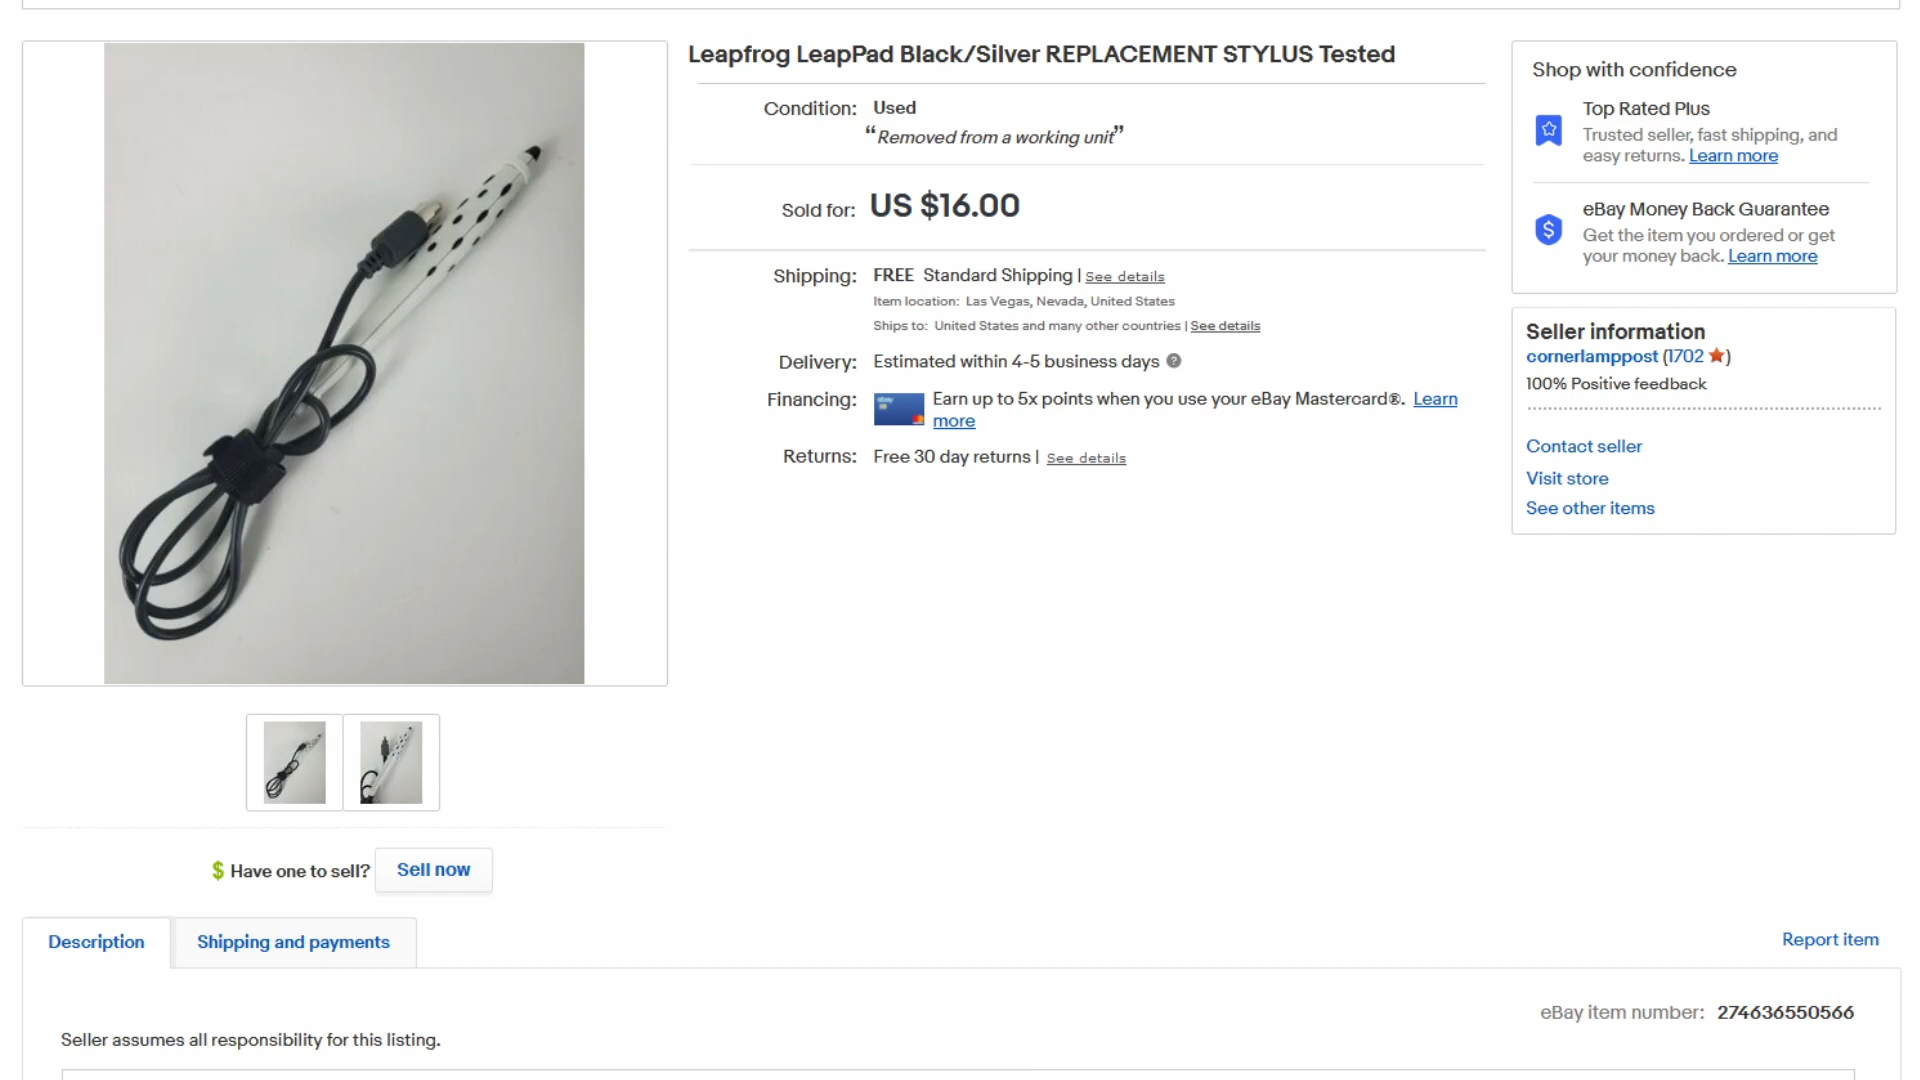 Leapfrog LeapPad Black/Silver REPLACEMENT STYLUS Tested
Condition: Used
“Removed from a working unit”
Sold for: US $16.00
Shipping: FREE Standard Shipping | See details
Item location: Las Vegas, Nevada, United States
Ships to: United States and many other countries | See details
Delivery: Estimated within 4-5 business days
Financing: Earn up to 5x points when you use your eBay Mastercard®. Learn
more
Returns: Free 30 day returns | See details
Shop with confidence
Top Rated Plus
Trusted seller, fast shipping, and
easy returns. Learn more
eBay Money Back Guarantee
Get the item you ordered or get
your money back. Learn more
Seller information
cornerlamppost (1702)
100% Positive feedback
Contact seller
Visit store
See other items
$ Have one to sell? Sell now
Description
Shipping and payments
Report item
eBay item number: 274636550566
Seller assumes all responsibility for this listing.